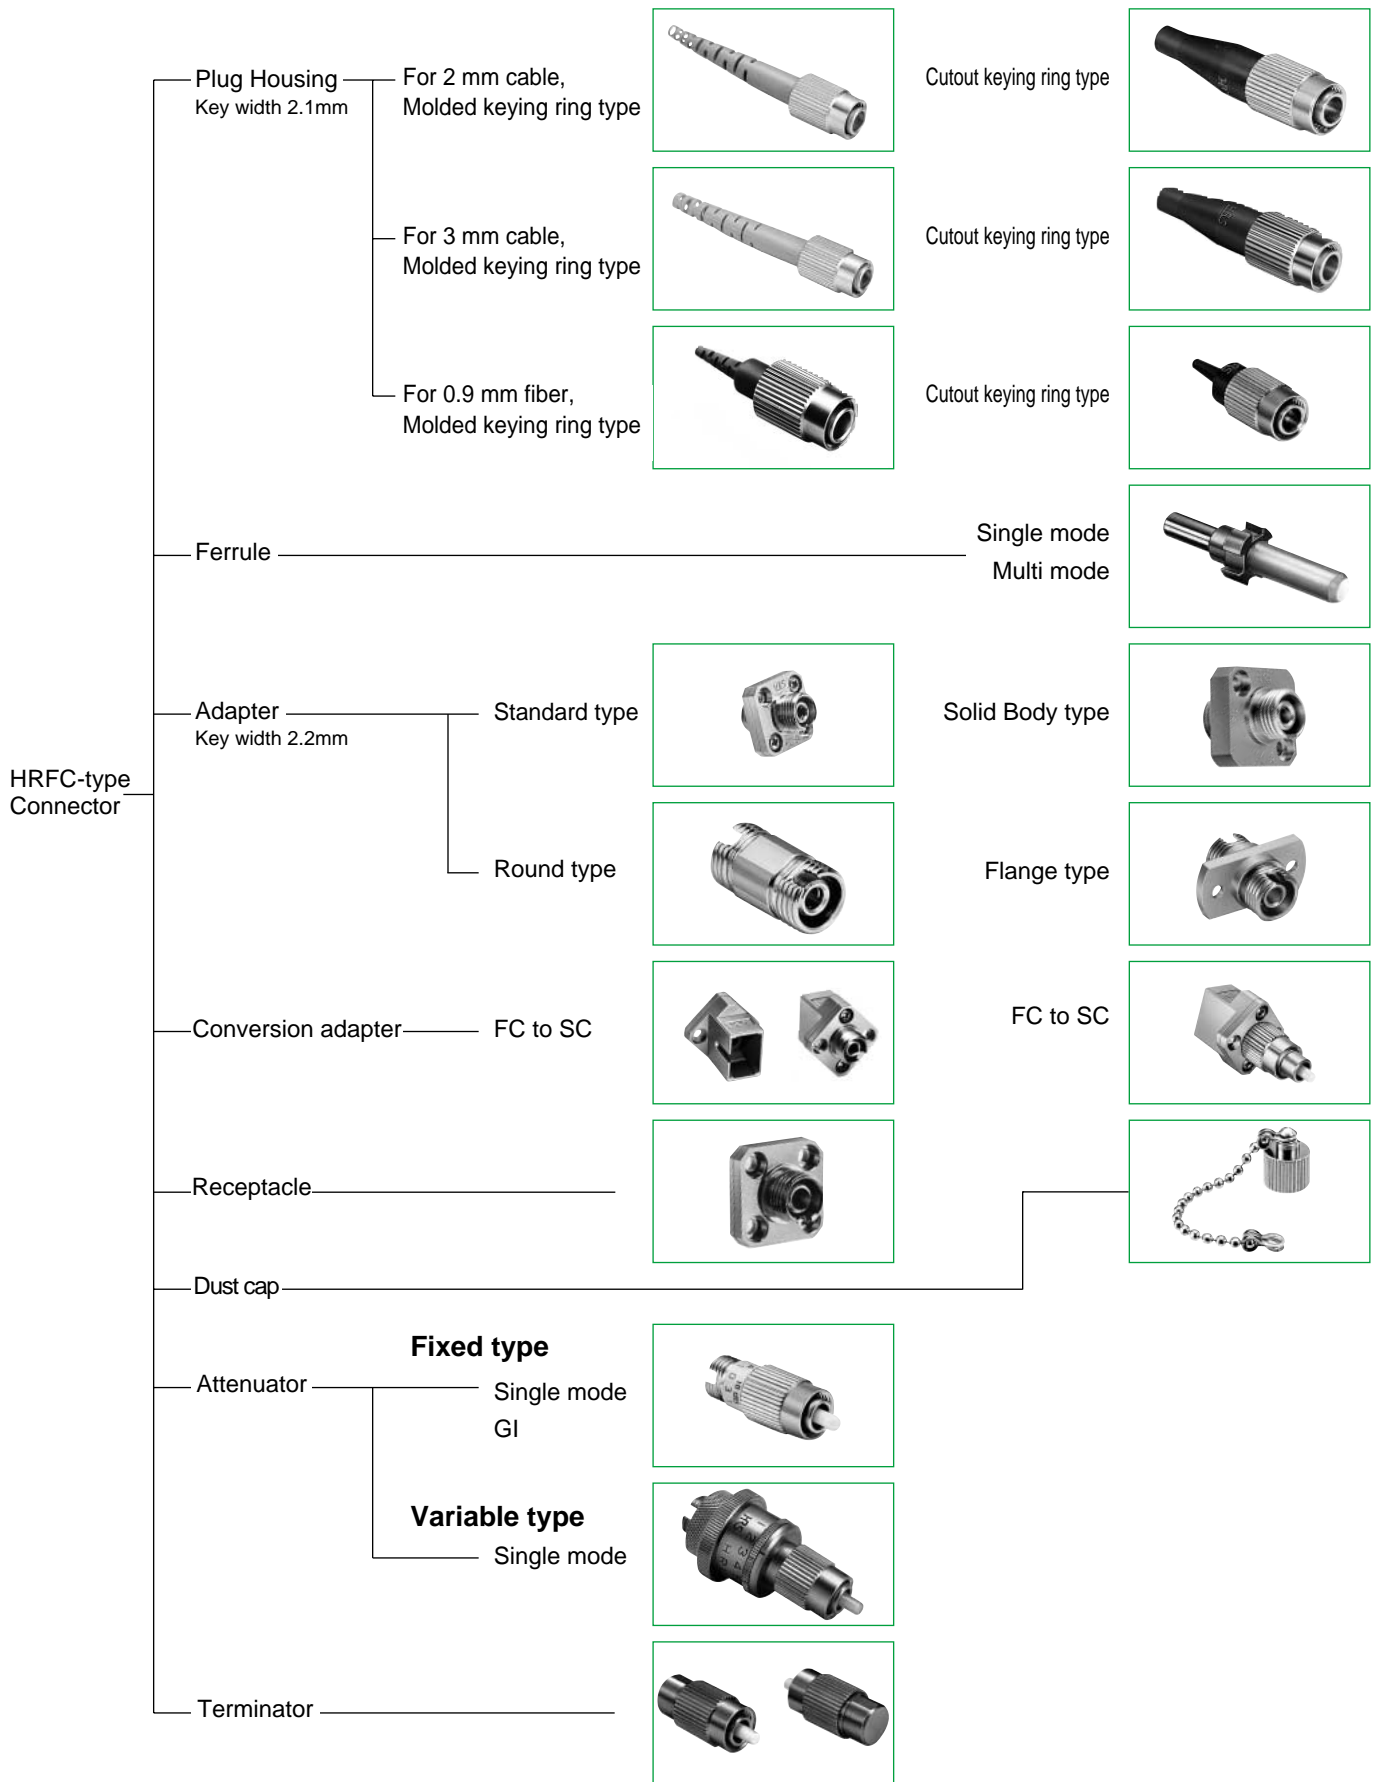 Plug Housing
Key width 2.1mm
For 2 mm cable,
Molded keying ring type
Cutout keying ring type
For 3 mm cable,
Molded keying ring type
Cutout keying ring type
For 0.9 mm fiber,
Molded keying ring type
Cutout keying ring type
Ferrule
Single mode
Multi mode
Adapter
Key width 2.2mm
Standard type
Solid Body type
HRFC-type
Connector
Round type
Flange type
Conversion adapter
FC to SC
FC to SC
Receptacle
Dust cap
Attenuator
Fixed type
Single mode
GI
Variable type
Single mode
Terminator